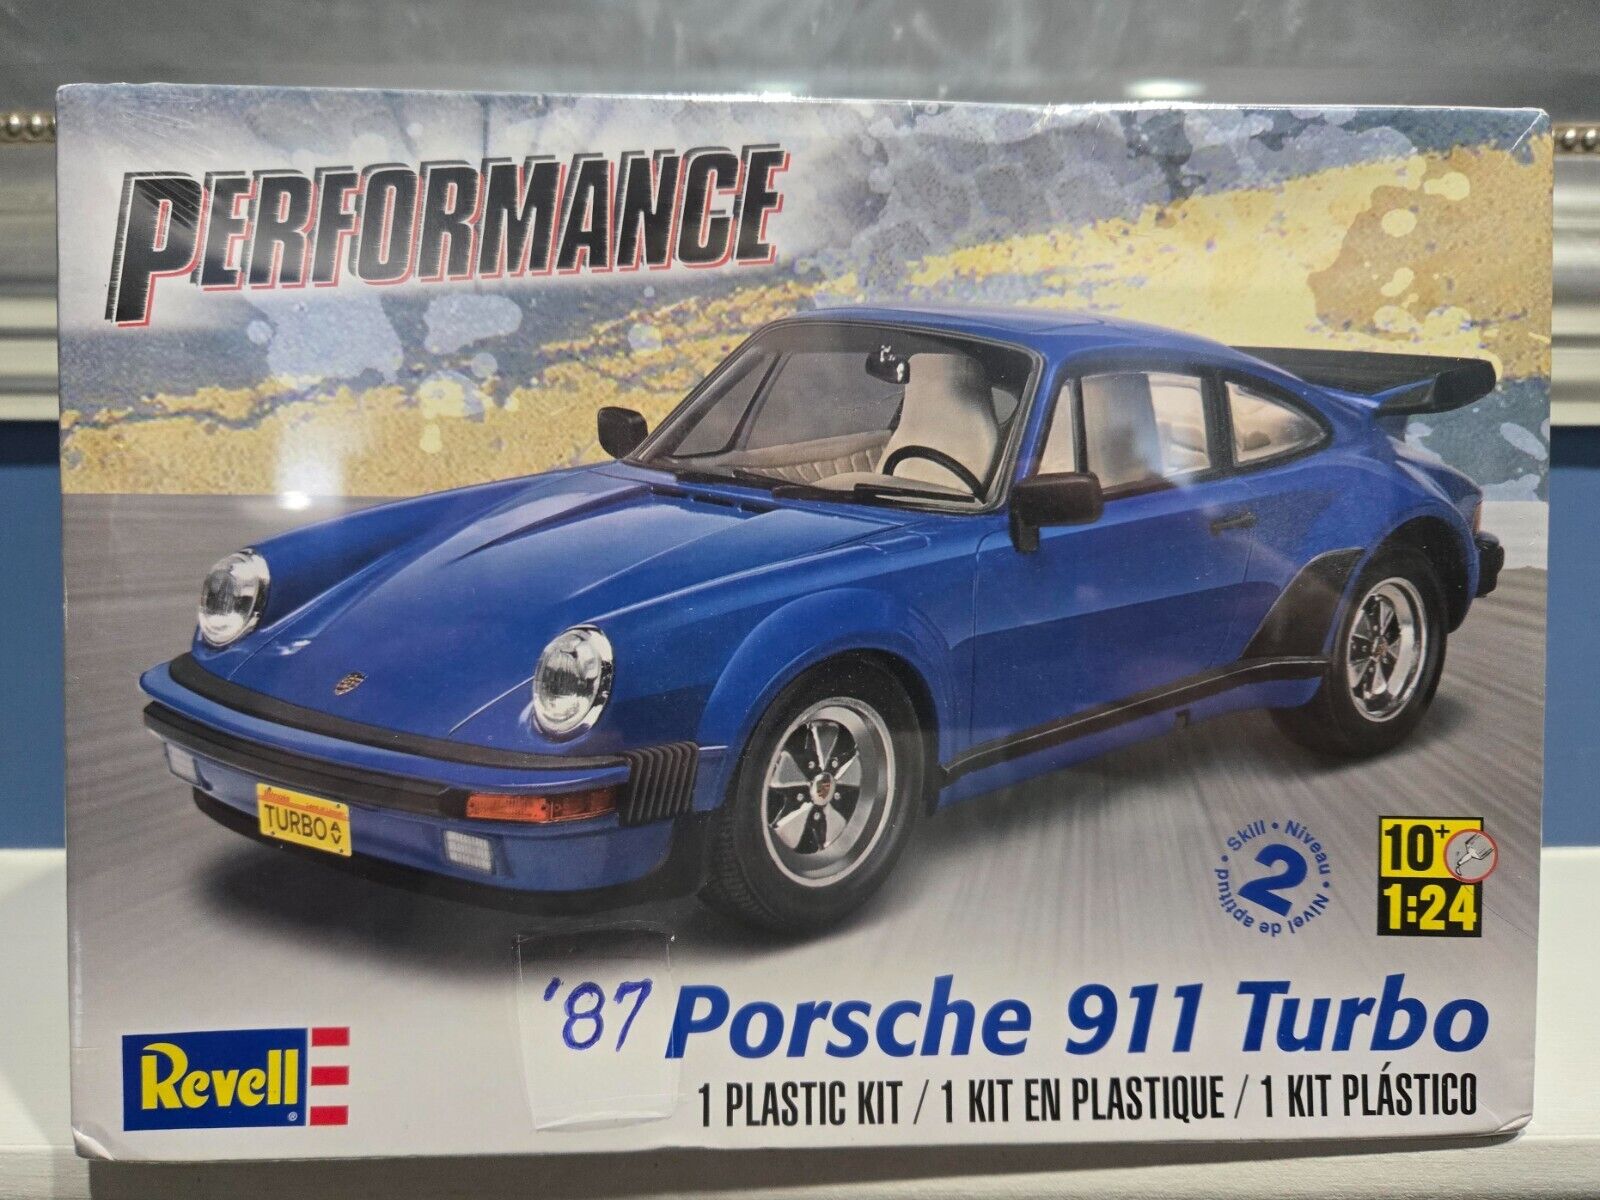 PERFORMANCE
TURBO
Skill • Niveau • Nivel de aptitud •
2
10+
1:24
'87 Porsche 911 Turbo
1 PLASTIC KIT / 1 KIT EN PLASTIQUE / 1 KIT PLÁSTICO
Revell®